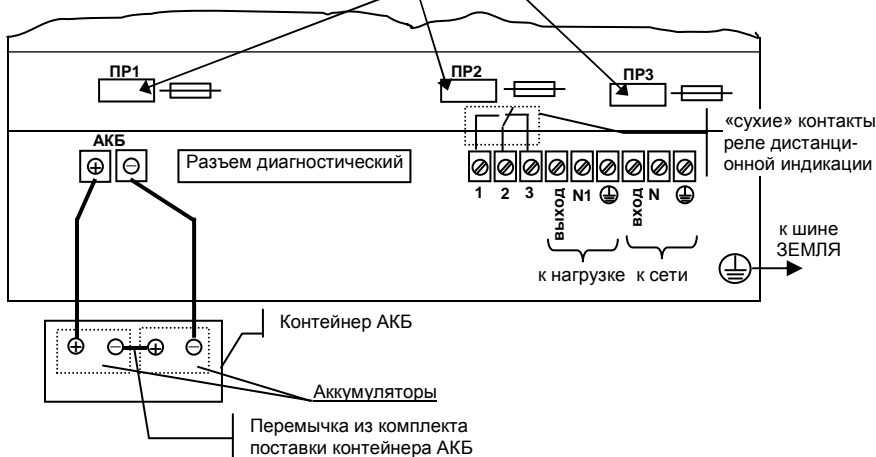 ПР1
ПР2
ПР3
«сухие» контакты
реле дистанци-
онной индикации
АКБ
Разъем диагностический
1 2 3 выход N1 вход N
к нагрузке к сети
к шине
ЗЕМЛЯ
Контейнер АКБ
Аккумуляторы
Перемычка из комплекта
поставки контейнера АКБ